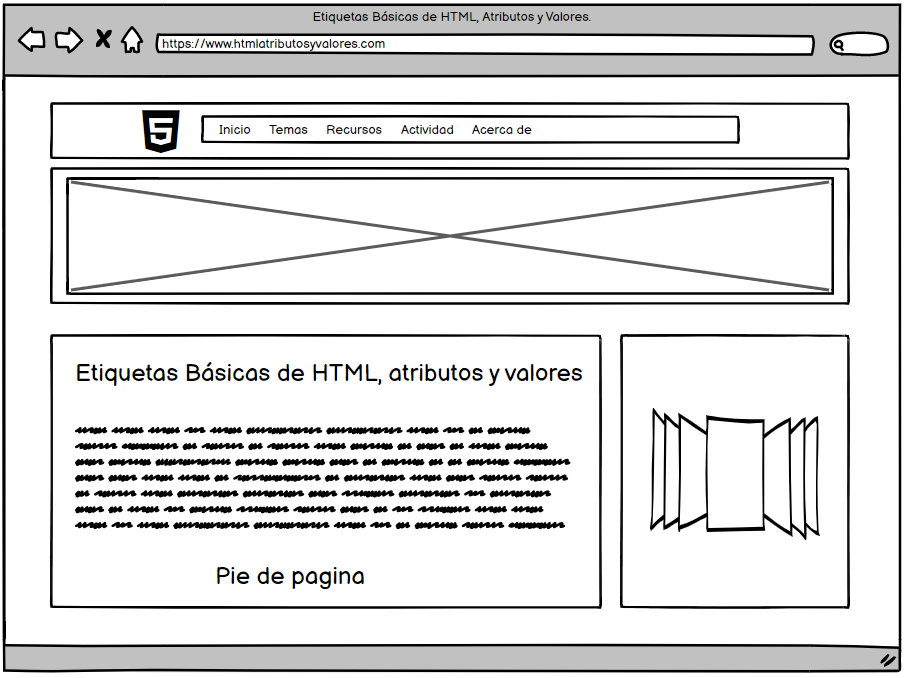 Etiquetas Básicas de HTML, Atributos y Valores.
https://www.htmlatributosyvalores.com
5
Inicio Temas Recursos Actividad Acerca de
Etiquetas Básicas de HTML, atributos y valores
Pie de pagina